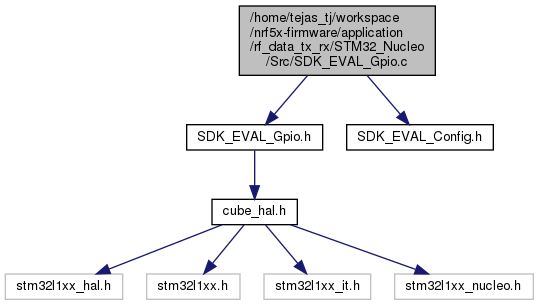 /home/tejas_tj/workspace
/nrf5x-firmware/application
/rf_data_tx_rx/STM32_Nucleo
/Src/SDK_EVAL_Gpio.c
SDK_EVAL_Gpio.h
SDK_EVAL_Config.h
cube_hal.h
stm32l1xx_hal.h
stm32l1xx.h
stm32l1xx_it.h
stm32l1xx_nucleo.h